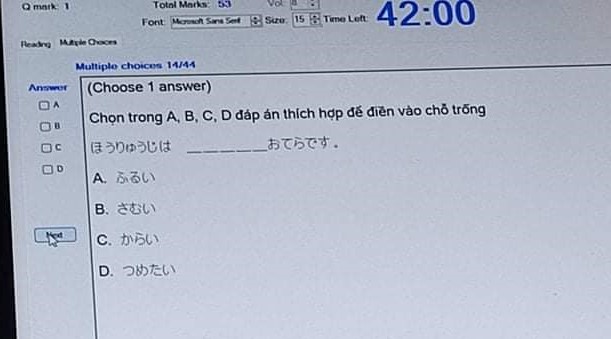 Q mark: 1 Total Marks: 53 Vol: 8
Font: Microsoft Sans Serif Size: 15 Time Left: 42:00
Reading Multiple Choices
Multiple choices 14/44
Answer
A
B
C
D
Next
(Choose 1 answer)
Chọn trong A, B, C, D đáp án thích hợp để điền vào chỗ trống
ほうりゅうじは ________おてらです.
A. ふるい
B. さむい
C. からい
D. つめたい